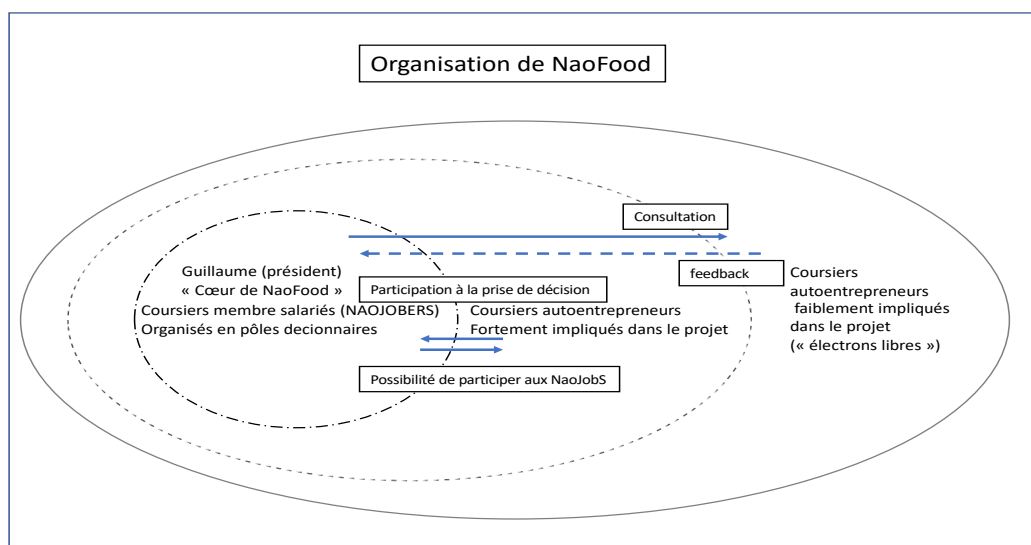 Organisation de NaoFood
Consultation
feedback
Guillaume (président)
« Cœur de NaoFood »
Coursiers membre salariés (NAOJOBERS)
Organisés en pôles decionnaires
Participation à la prise de décision
Coursiers autoentrepreneurs
Fortement impliqués dans le projet
Possibilité de participer aux NaoJobS
Coursiers
autoentrepreneurs
faiblement impliqués
dans le projet
(« électrons libres »)